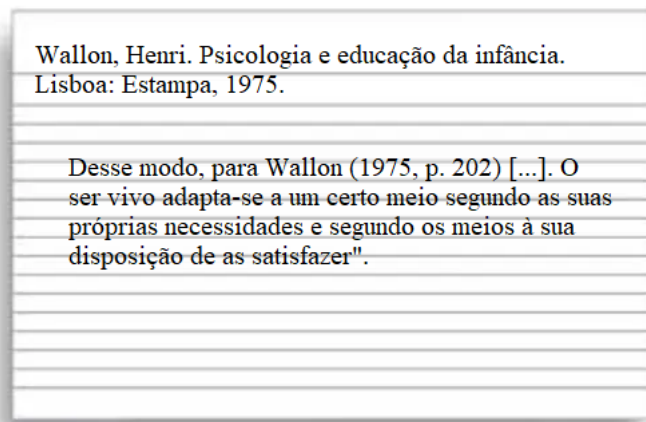 Wallon, Henri. Psicologia e educação da infância.
Lisboa: Estampa, 1975.
Desse modo, para Wallon (1975, p. 202) [...]. O
ser vivo adapta-se a um certo meio segundo as suas
próprias necessidades e segundo os meios à sua
disposição de as satisfazer".